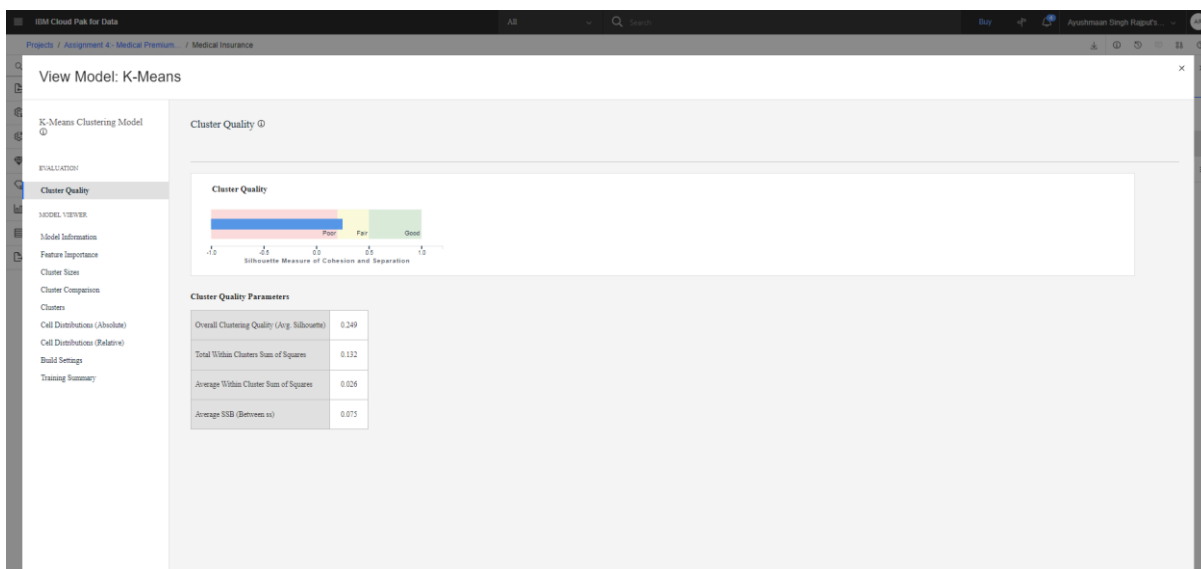 IBM Cloud Pak for Data
All
Search
Buy
Ayushmaan Singh Rajput's...
Projects / Assignment 4:- Medical Premium... / Medical Insurance
View Model: K-Means
K-Means Clustering Model
EVALUATION
Cluster Quality
MODEL VIEWER
Model Information
Feature Importance
Cluster Sizes
Cluster Comparison
Clusters
Cell Distributions (Absolute)
Cell Distributions (Relative)
Build Settings
Training Summary
Cluster Quality
Cluster Quality
Poor Fair Good
-1.0 -0.5 0.0 0.5 1.0
Silhouette Measure of Cohesion and Separation
Cluster Quality Parameters
Overall Clustering Quality (Avg. Silhouette) 0.249
Total Within Clusters Sum of Squares 0.132
Average Within Cluster Sum of Squares 0.026
Average SSB (Between ss) 0.075